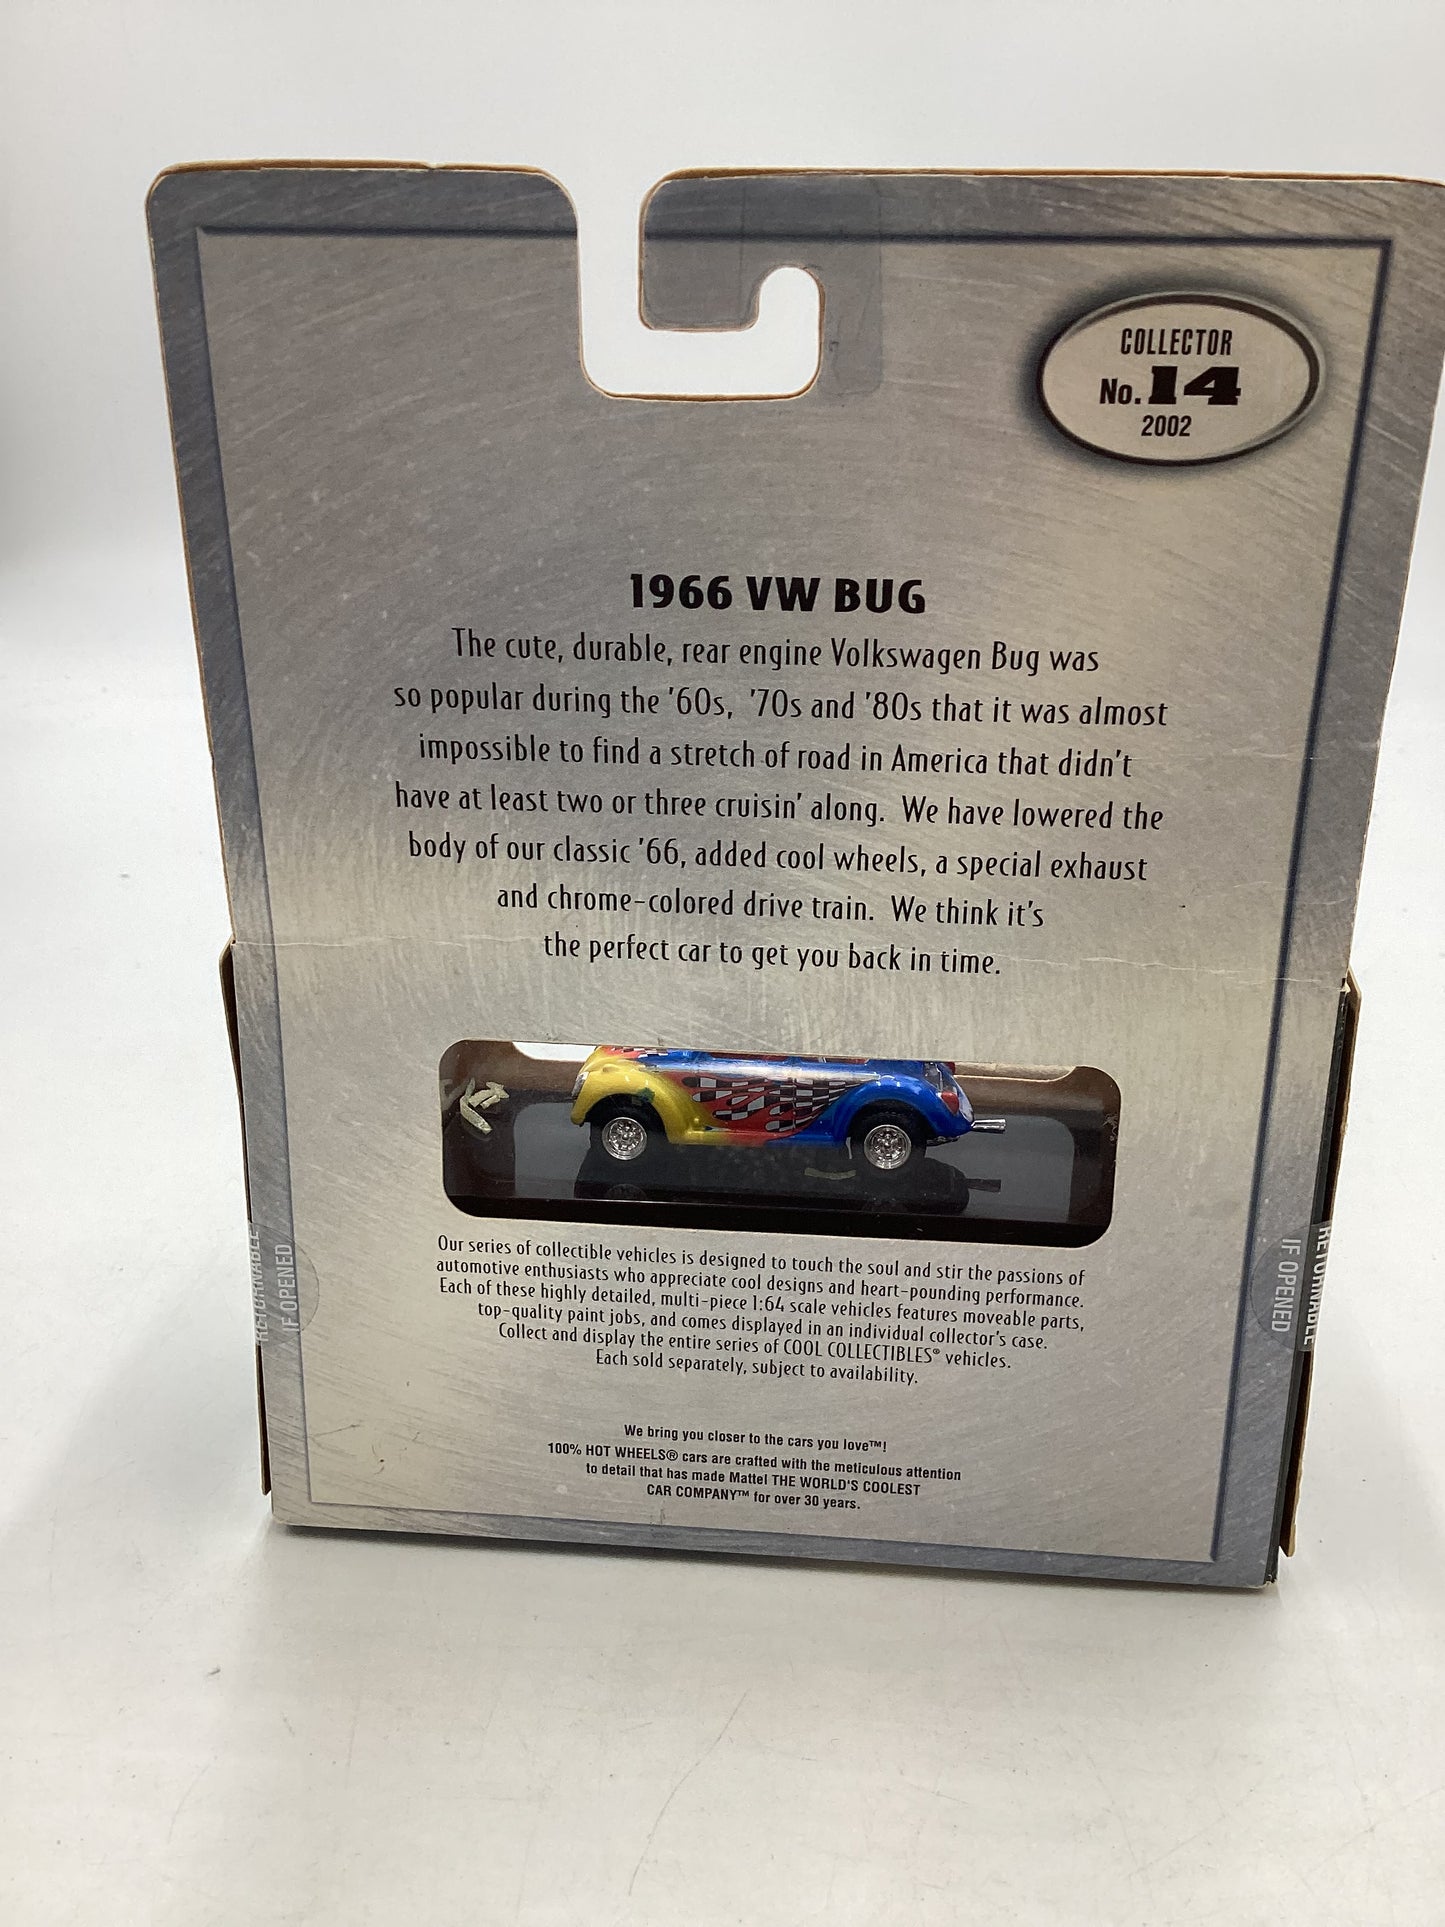 COLLECTOR
No. 14
2002
1966 VW BUG
The cute, durable, rear engine Volkswagen Bug was
so popular during the '60s, '70s and '80s that it was almost
impossible to find a stretch of road in America that didn't
have at least two or three cruisin' along. We have lowered the
body of our classic '66, added cool wheels, a special exhaust
and chrome-colored drive train. We think it's
the perfect car to get you back in time.
Our series of collectible vehicles is designed to touch the soul and stir the passions of
automotive enthusiasts who appreciate cool designs and heart-pounding performance.
Each of these highly detailed, multi-piece 1:64 scale vehicles features moveable parts,
top-quality paint jobs, and comes displayed in an individual collector's case.
Collect and display the entire series of COOL COLLECTIBLES® vehicles.
Each sold separately, subject to availability.
We bring you closer to the cars you love™!
100% HOT WHEELS® cars are crafted with the meticulous attention
to detail that has made Mattel THE WORLD'S COOLEST
CAR COMPANY™ for over 30 years.
RETURNABLE
IF OPENED
RETURNABLE
IF OPENED